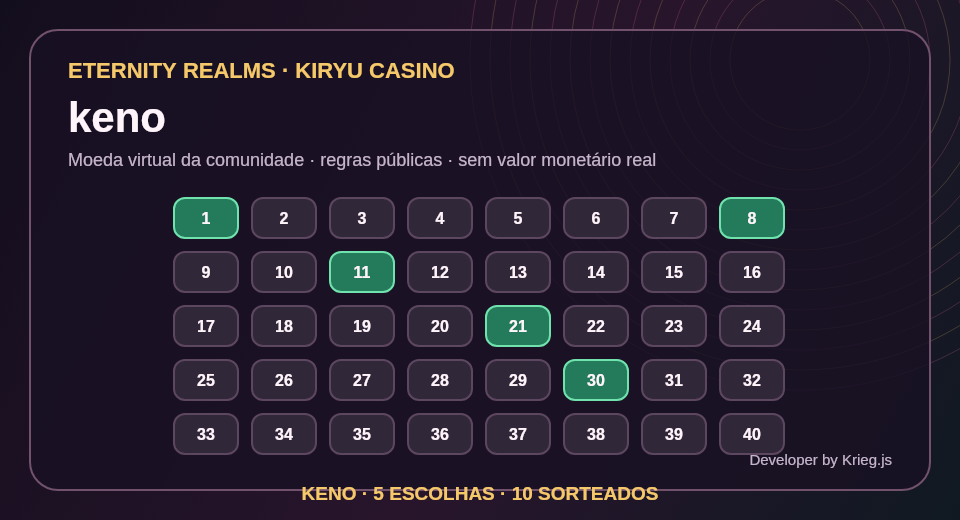 ETERNITY REALMS · KIRYU CASINO
keno
Moeda virtual da comunidade · regras públicas · sem valor monetário real
1 2 3 4 5 6 7 8
9 10 11 12 13 14 15 16
17 18 19 20 21 22 23 24
25 26 27 28 29 30 31 32
33 34 35 36 37 38 39 40
Developer by Krieg.js
KENO · 5 ESCOLHAS · 10 SORTEADOS